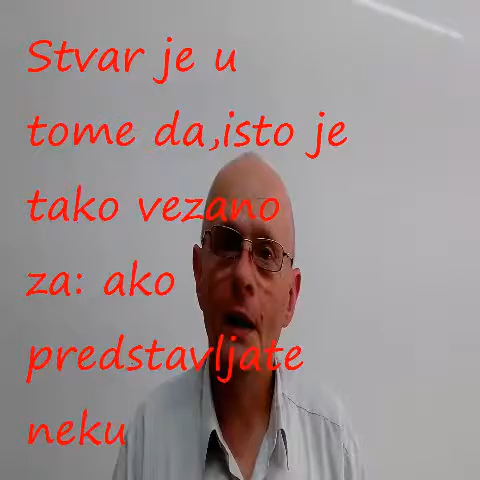 Stvar je u
tome da,isto je
tako vezano
za: ako
predstavljate
neku